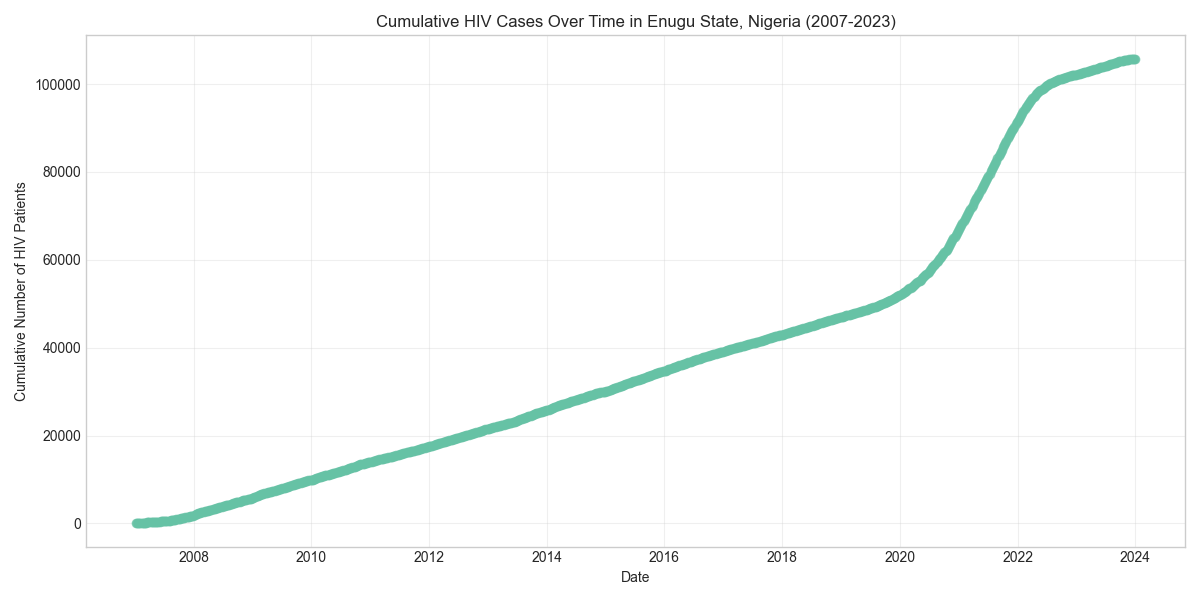 Cumulative HIV Cases Over Time in Enugu State, Nigeria (2007-2023)
Cumulative Number of HIV Patients
100000
80000
60000
40000
20000
0
2008 2010 2012 2014 2016 2018 2020 2022 2024
Date